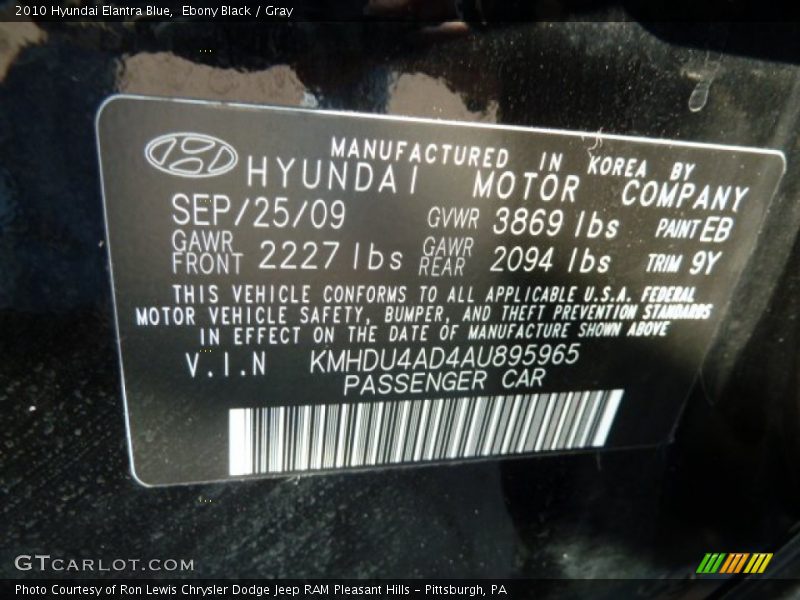 2010 Hyundai Elantra Blue,  Ebony Black / Gray
MANUFACTURED IN KOREA BY
HYUNDAI MOTOR COMPANY
SEP/25/09 GVWR 3869 lbs PAINT EB
GAWR FRONT 2227 lbs GAWR REAR 2094 lbs TRIM 9Y
THIS VEHICLE CONFORMS TO ALL APPLICABLE U.S.A. FEDERAL
MOTOR VEHICLE SAFETY, BUMPER, AND THEFT PREVENTION STANDARDS
IN EFFECT ON THE DATE OF MANUFACTURE SHOWN ABOVE
V.I.N KMHDU4AD4AU895965
PASSENGER CAR
GTCARLOT.COM
Photo Courtesy of Ron Lewis Chrysler Dodge Jeep RAM Pleasant Hills - Pittsburgh, PA